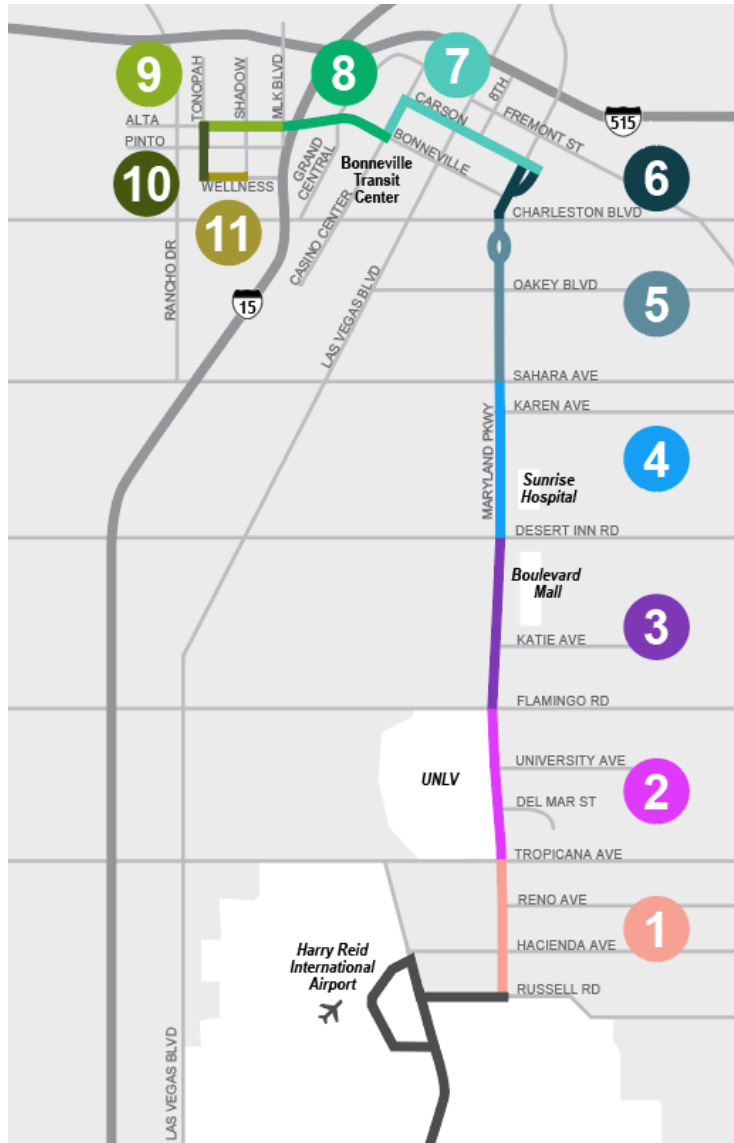 9
8
7
TONOPAH
SHADOW
MLK BLVD
8TH
CARSON
FREMONT ST
515
ALTA
PINTO
BONNEVILLE
GRAND
CENTRAL
Bonneville
Transit
Center
10
WELLNESS
6
11
CHARLESTON BLVD
CASINO CENTER
RANCHO DR
LAS VEGAS BLVD
15
OAKEY BLVD
5
SAHARA AVE
KAREN AVE
MARYLAND PKWY
4
Sunrise
Hospital
DESERT INN RD
Boulevard
Mall
3
KATIE AVE
FLAMINGO RD
UNIVERSITY AVE
UNLV
2
DEL MAR ST
TROPICANA AVE
RENO AVE
1
HACIENDA AVE
Harry Reid
International
Airport
RUSSELL RD
LAS VEGAS BLVD